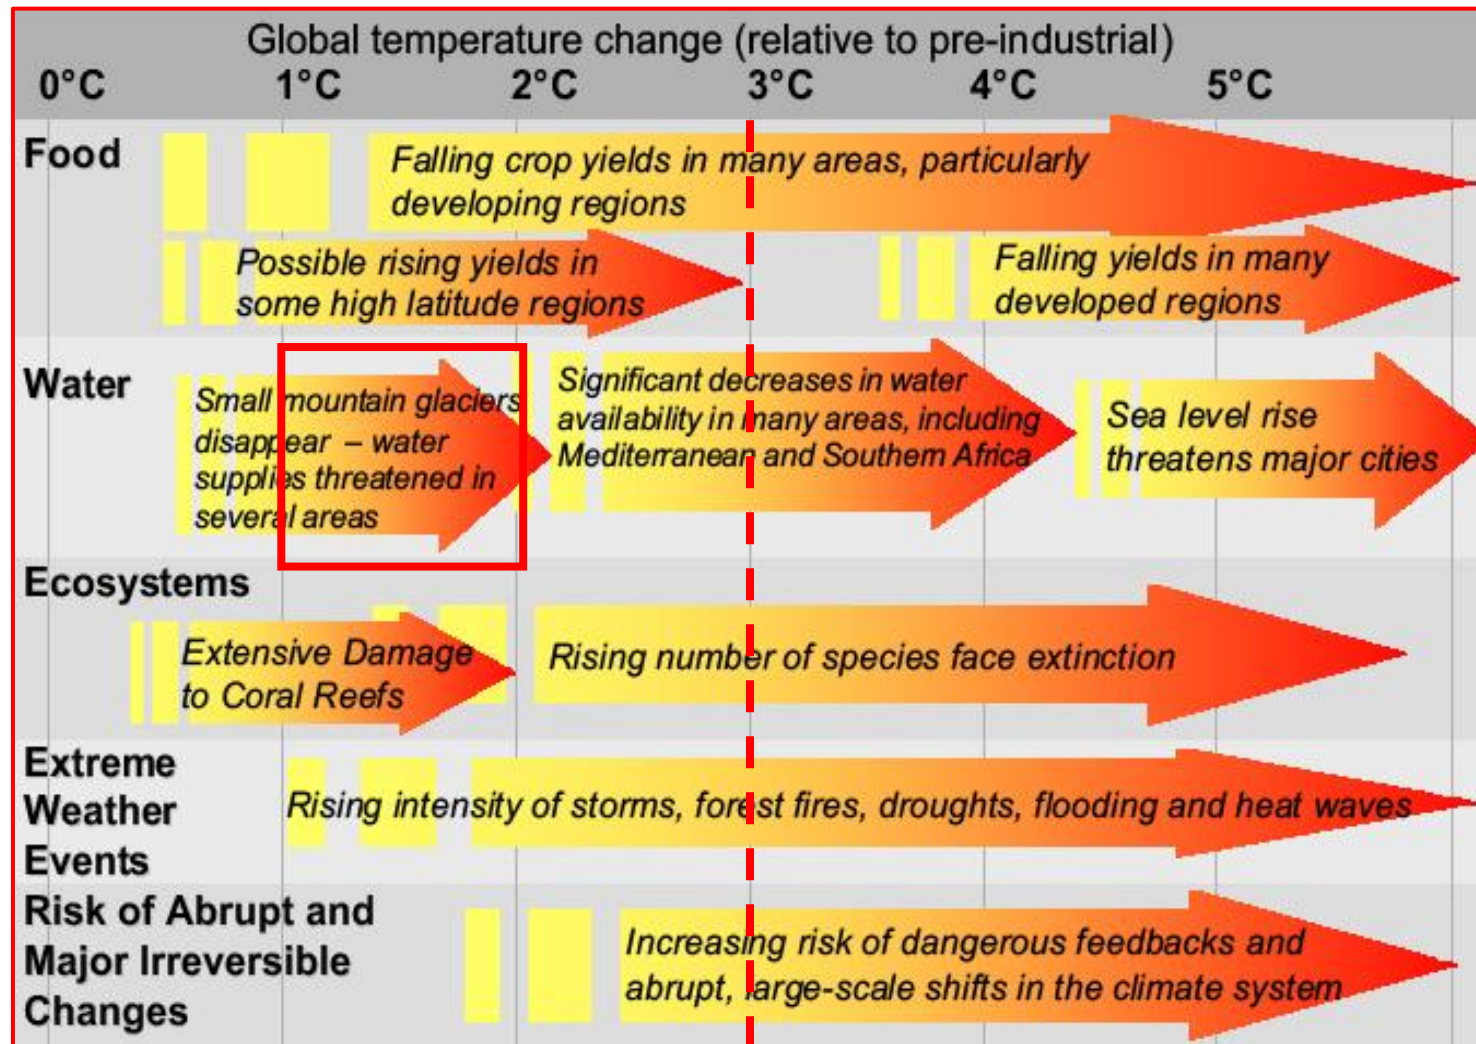 Global temperature change (relative to pre-industrial)
0°C 1°C 2°C 3°C 4°C 5°C
Food
Falling crop yields in many areas, particularly
developing regions
Possible rising yields in
some high latitude regions
Falling yields in many
developed regions
Water
Small mountain glaciers
disappear – water
supplies threatened in
several areas
Significant decreases in water
availability in many areas, including
Mediterranean and Southern Africa
Sea level rise
threatens major cities
Ecosystems
Extensive Damage
to Coral Reefs
Rising number of species face extinction
Extreme
Weather
Events
Rising intensity of storms, forest fires, droughts, flooding and heat waves
Risk of Abrupt and
Major Irreversible
Changes
Increasing risk of dangerous feedbacks and
abrupt, large-scale shifts in the climate system